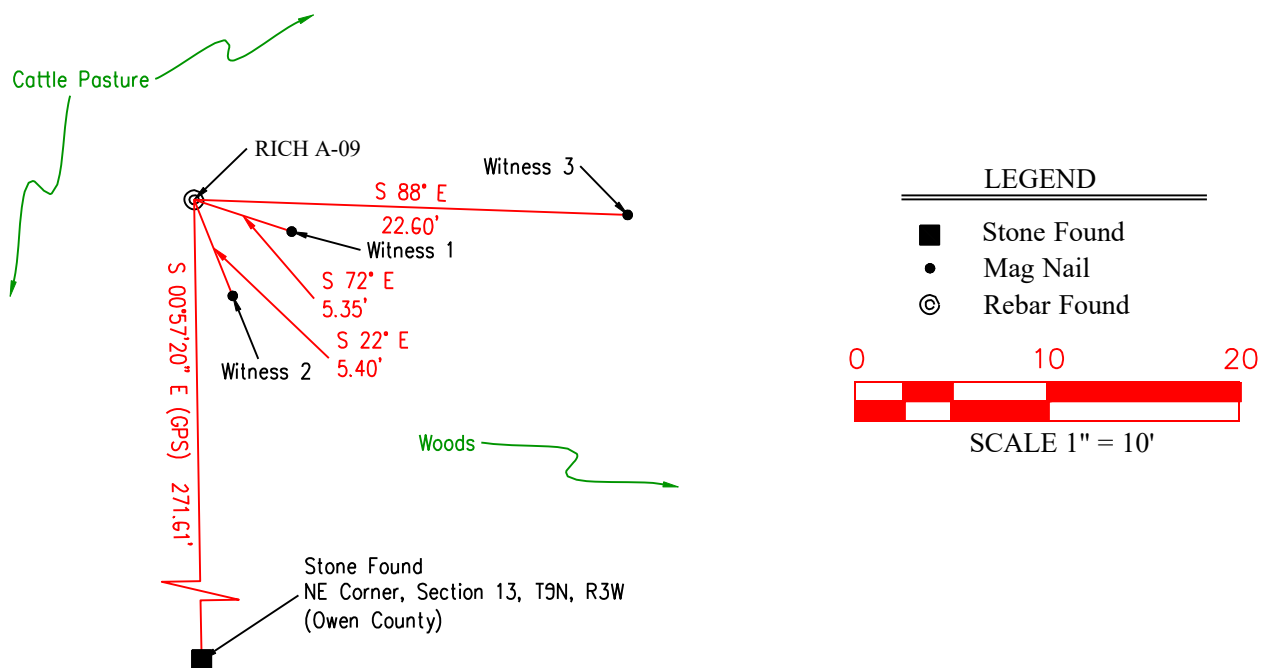 Cattle Pasture
RICH A-09
Witness 3
S 88° E
22.60'
Witness 1
S 72° E
5.35'
S 22° E
5.40'
Witness 2
S 00°57'20" E (GPS) 271.61'
Woods
Stone Found
NE Corner, Section 13, T9N, R3W
(Owen County)
LEGEND
Stone Found
Mag Nail
Rebar Found
0 10 20
SCALE 1" = 10'